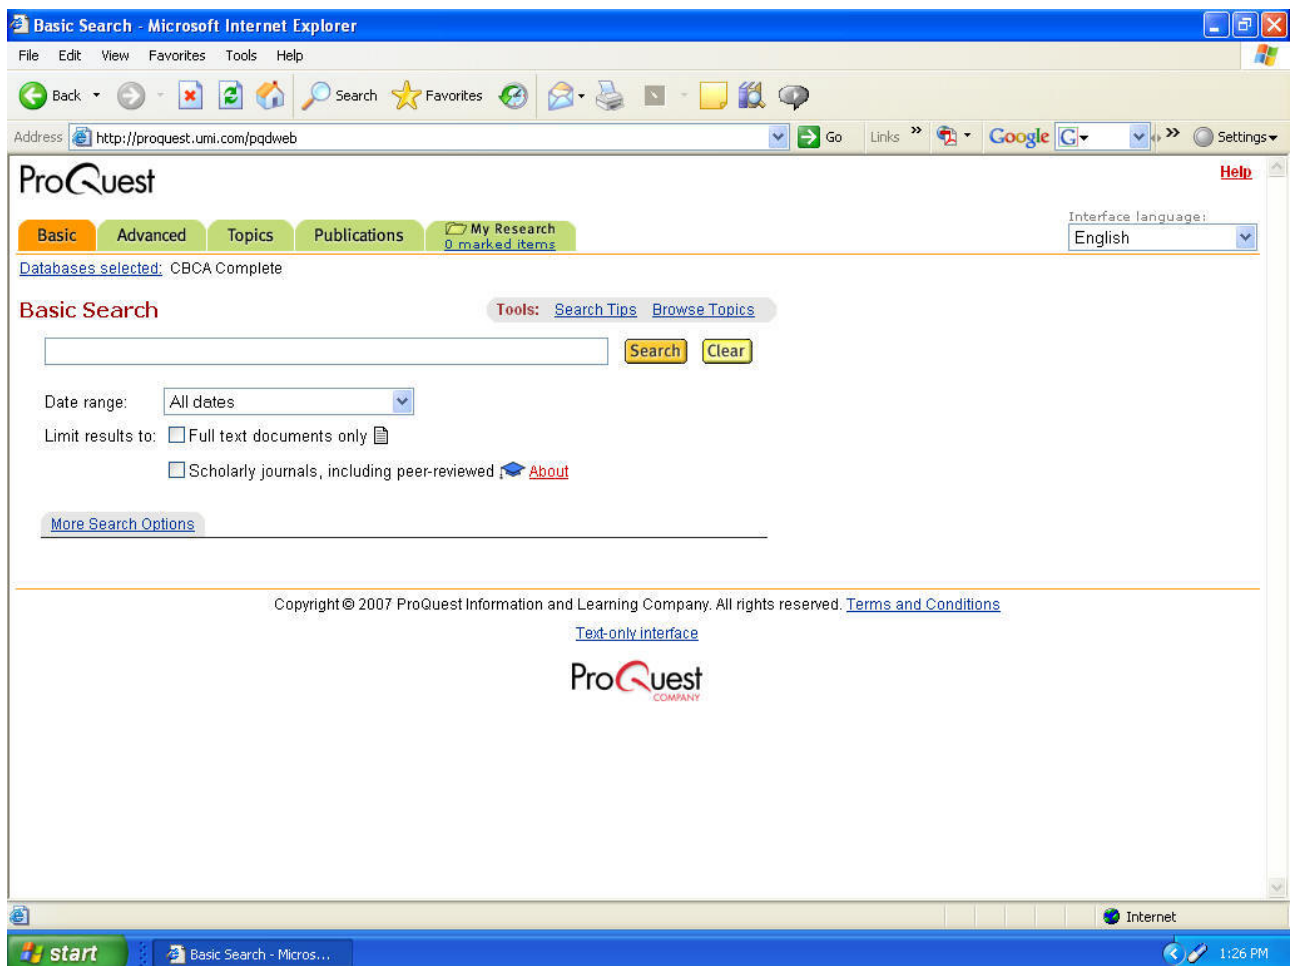 Basic Search - Microsoft Internet Explorer
File Edit View Favorites Tools Help
Back Search Favorites
Address http://proquest.umi.com/pqdweb Go Links » Google G » Settings
ProQuest
Help
Interface language:
Basic Advanced Topics Publications My Research
0 marked items
English
Databases selected: CBCA Complete
Basic Search Tools: Search Tips Browse Topics
Search Clear
Date range: All dates
Limit results to: Full text documents only
Scholarly journals, including peer-reviewed About
More Search Options
Copyright © 2007 ProQuest Information and Learning Company. All rights reserved. Terms and Conditions
Text-only interface
ProQuest
COMPANY
Internet
start Basic Search - Micros... 1:26 PM